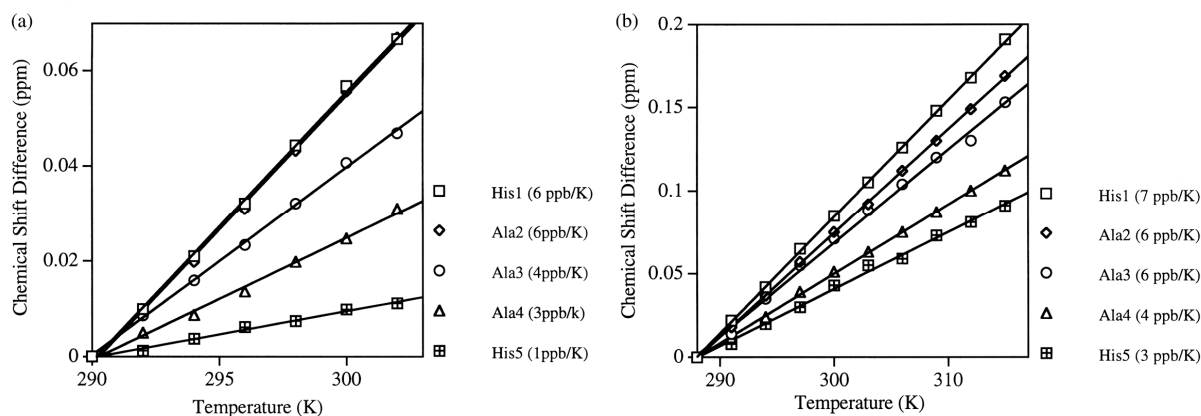 (a)
Chemical Shift Difference (ppm)
0.06
0.04
0.02
0
290
295
300
Temperature (K)
His1 (6 ppb/K)
Ala2 (6ppb/K)
Ala3 (4ppb/K)
Ala4 (3ppb/k)
His5 (1ppb/K)
(b)
Chemical Shift Difference (ppm)
0.2
0.15
0.1
0.05
0
290
300
310
Temperature (K)
His1 (7 ppb/K)
Ala2 (6 ppb/K)
Ala3 (6 ppb/K)
Ala4 (4 ppb/K)
His5 (3 ppb/K)